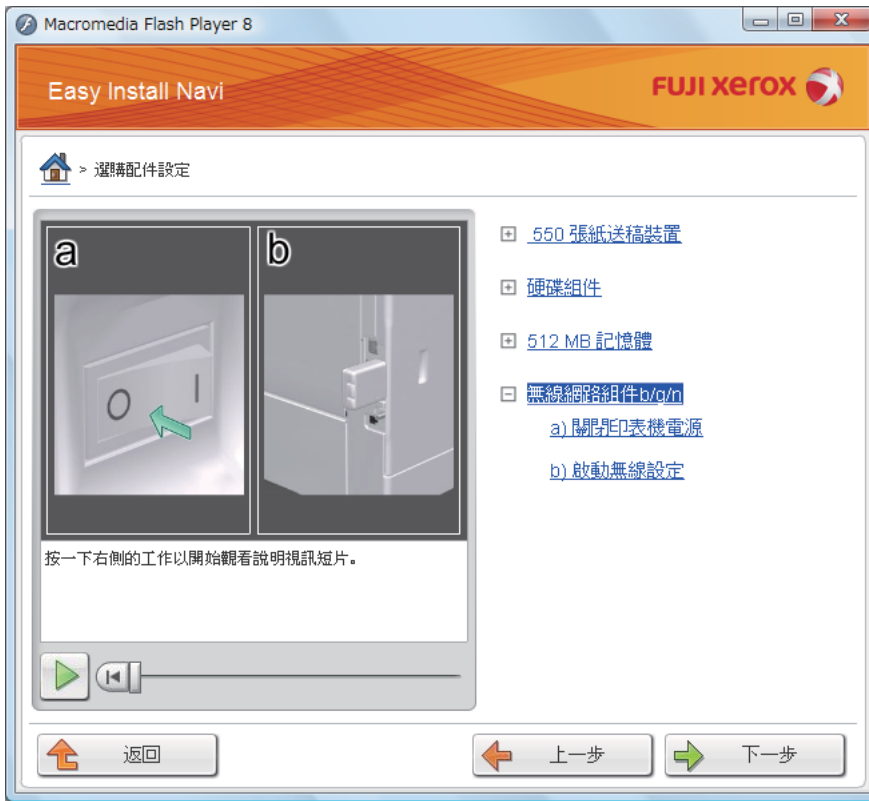 Macromedia Flash Player 8
Easy Install Navi
FUJI xerox
> 選購配件設定
a
b
550 張紙送稿裝置
硬碟組件
512 MB 記憶體
無線網路組件b/g/n
a) 關閉印表機電源
b) 啟動無線設定
按一下右側的工作以開始觀看說明視訊短片。
返回
上一步
下一步